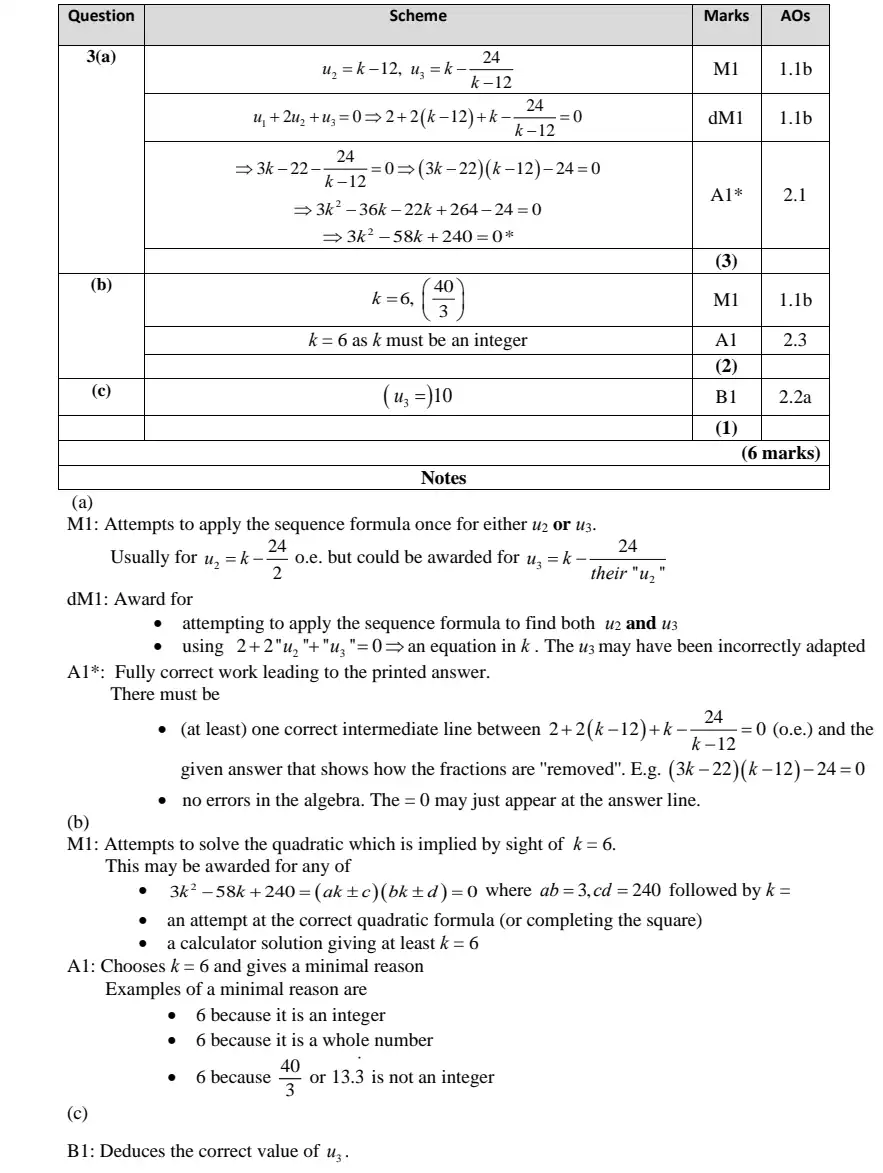 Question Scheme Marks AOs
3(a) u₂ = k − 12, u₃ = k − 24/(k − 12) M1 1.1b
u₁ + 2u₂ + u₃ = 0 ⇒ 2 + 2(k − 12) + k − 24/(k − 12) = 0 dM1 1.1b
⇒ 3k − 22 − 24/(k − 12) = 0 ⇒ (3k − 22)(k − 12) − 24 = 0
⇒ 3k² − 36k − 22k + 264 − 24 = 0
⇒ 3k² − 58k + 240 = 0 * A1* 2.1
(3)
(b) k = 6, (40/3) M1 1.1b
k = 6 as k must be an integer A1 2.3
(2)
(c) (u₃ =)10 B1 2.2a
(1)
(6 marks)
Notes
(a)
M1: Attempts to apply the sequence formula once for either u₂ or u₃.
Usually for u₂ = k − 24/2 o.e. but could be awarded for u₃ = k − 24/(their "u₂")
dM1: Award for
• attempting to apply the sequence formula to find both u₂ and u₃
• using 2 + 2"u₂" + "u₃" = 0 ⇒ an equation in k . The u₃ may have been incorrectly adapted
A1*: Fully correct work leading to the printed answer.
There must be
• (at least) one correct intermediate line between 2 + 2(k − 12) + k − 24/(k − 12) = 0 (o.e.) and the
given answer that shows how the fractions are "removed". E.g. (3k − 22)(k − 12) − 24 = 0
• no errors in the algebra. The = 0 may just appear at the answer line.
(b)
M1: Attempts to solve the quadratic which is implied by sight of k = 6.
This may be awarded for any of
• 3k² − 58k + 240 = (ak ± c)(bk ± d) = 0 where ab = 3, cd = 240 followed by k =
• an attempt at the correct quadratic formula (or completing the square)
• a calculator solution giving at least k = 6
A1: Chooses k = 6 and gives a minimal reason
Examples of a minimal reason are
• 6 because it is an integer
• 6 because it is a whole number
• 6 because 40/3 or 13.3̇ is not an integer
(c)
B1: Deduces the correct value of u₃ .